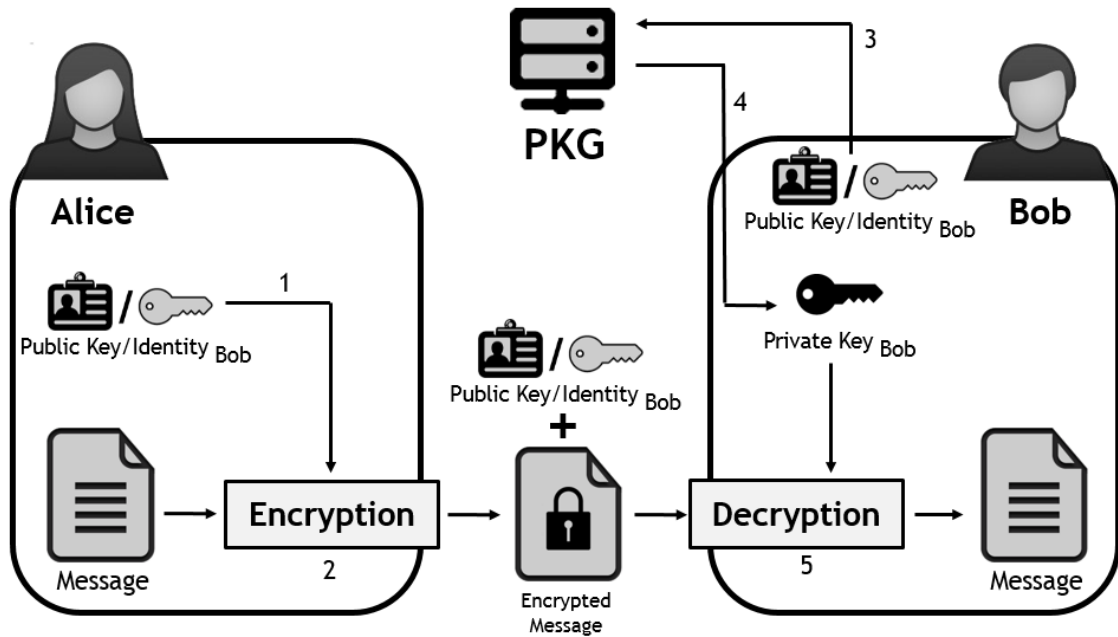 3
4
PKG
Alice
Bob
Public Key/Identity Bob
1
Public Key/Identity Bob
Private Key Bob
Public Key/Identity Bob
+
Encryption
Decryption
2
5
Message
Encrypted
Message
Message